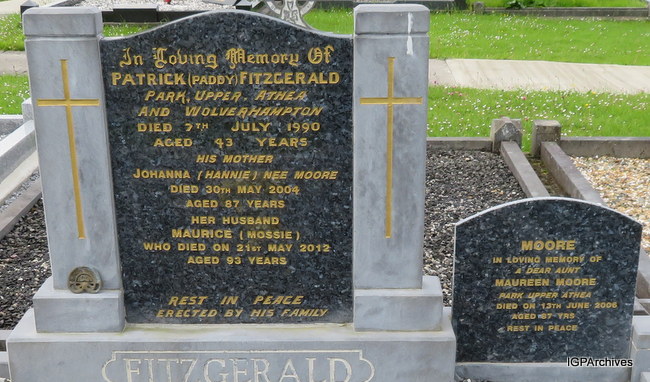 In Loving Memory Of
PATRICK (PADDY) FITZGERALD
PARK, UPPER, ATHEA
AND WOLVERHAMPTON
DIED 7TH JULY 1990
AGED 43 YEARS
HIS MOTHER
JOHANNA (HANNIE) NEE MOORE
DIED 30TH MAY 2004
AGED 87 YEARS
HER HUSBAND
MAURICE (MOSSIE)
WHO DIED ON 21ST MAY 2012
AGED 93 YEARS
REST IN PEACE
ERECTED BY HIS FAMILY
FITZGERALD
MOORE
IN LOVING MEMORY OF
A DEAR AUNT
MAUREEN MOORE
PARK UPPER ATHEA
DIED ON 13TH JUNE 2006
AGED 87 YRS
REST IN PEACE
IGPArchives